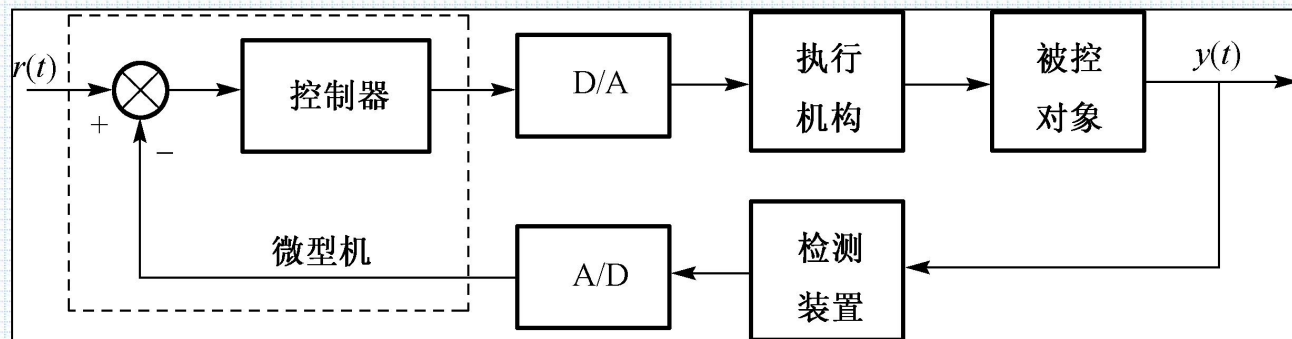 r(t)
+
−
控制器
D/A
执行
机构
被控
对象
y(t)
微型机
A/D
检测
装置